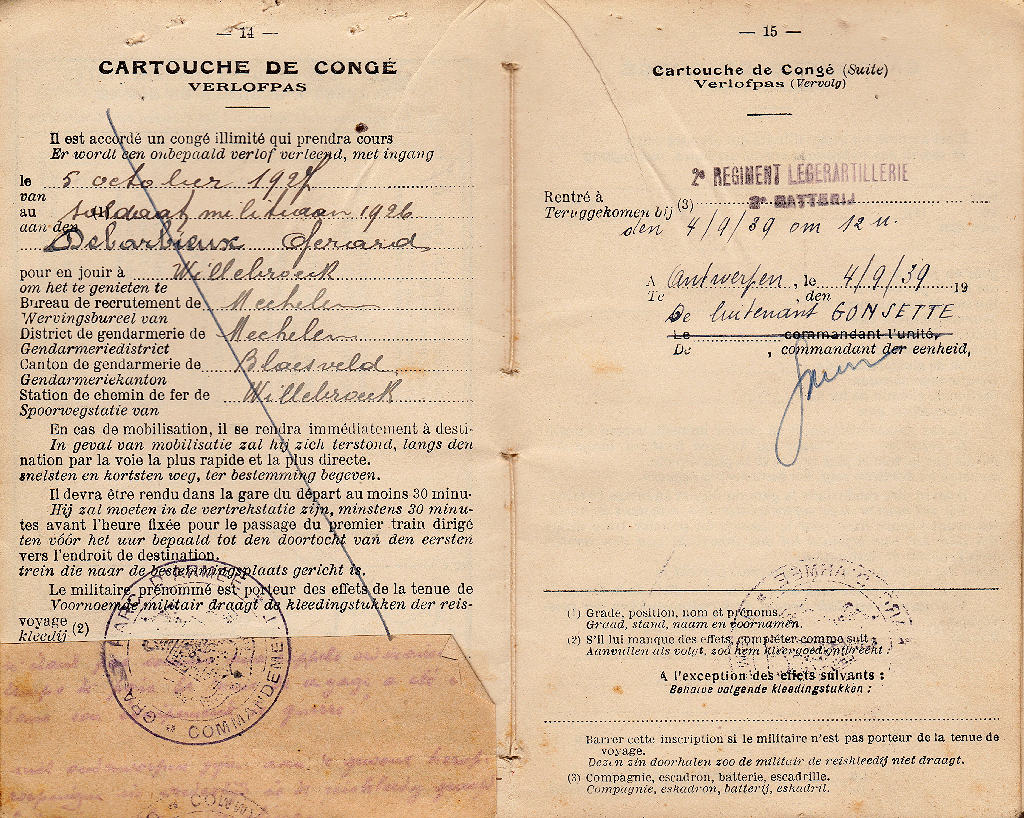 — 14 —
CARTOUCHE DE CONGÉ
VERLOFPAS
Il est accordé un congé illimité qui prendra cours
Er wordt een onbepaald verlof verleend, met ingang
le 5 october 1927
van
au (1) soldaat militiaan 1926
aan den
Delarbieux Gerard
pour en jouir à Willebroeck
om het te genieten te
Bureau de recrutement de Mechelen
Wervingsbureel van
District de gendarmerie de Mechelen
Gendarmeriedistrict
Canton de gendarmerie de Blaesveld
Gendarmeriekanton
Station de chemin de fer de Willebroeck
Spoorwegstatie van
En cas de mobilisation, il se rendra immédiatement à desti-
In geval van mobilisatie zal hij zich terstond, langs den
nation par la voie la plus rapide et la plus directe.
snelsten en kortsten weg, ter bestemming begeven.
Il devra être rendu dans la gare du départ au moins 30 minu-
Hij zal moeten in de vertrekstatie zijn, minstens 30 minu-
tes avant l'heure fixée pour le passage du premier train dirigé
ten vóór het uur bepaald tot den doortocht van den eersten
vers l'endroit de destination.
trein die naar de bestemmingsplaats gericht is.
Le militaire prénommé est porteur des effets de la tenue de
Voornoemde militair draagt de kleedingstukken der reis-
voyage (2)
kleedij
COMMANDEME
— 15 —
Cartouche de Congé (Suite)
Verlofpas (Vervolg)
2e REGIMENT LEGERARTILLERIE
Rentré à (3)
Teruggekomen bij
BATTERIJ
den 4/9/39 om 12 u.
A Antwerpen, le 4/9/39 19
Te den
De luitenant GONSETTE
Le commandant l'unité,
De , commandant der eenheid,
(1) Grade, position, nom et prénoms.
Graad, stand, naam en voornamen.
(2) S'il lui manque des effets, compléter comme suit :
Aanvullen als volgt, zoo hem kleergoed ontbreekt :
A l'exception des effets suivants :
Behalve volgende kleedingstukken :
Barrer cette inscription si le militaire n'est pas porteur de la tenue de
voyage.
Dezen zin doorhalen zoo de militair de reiskleedij niet draagt.
(3) Compagnie, escadron, batterie, escadrille.
Compagnie, eskadron, batterij, eskadril.